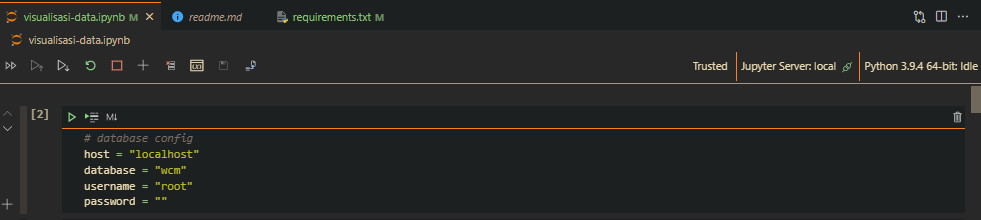 visualisasi-data.ipynb M
readme.md
requirements.txt M
visualisasi-data.ipynb
Trusted
Jupyter Server: local
Python 3.9.4 64-bit: Idle
[2]
M↓
# database config
host = "localhost"
database = "wcm"
username = "root"
password = ""